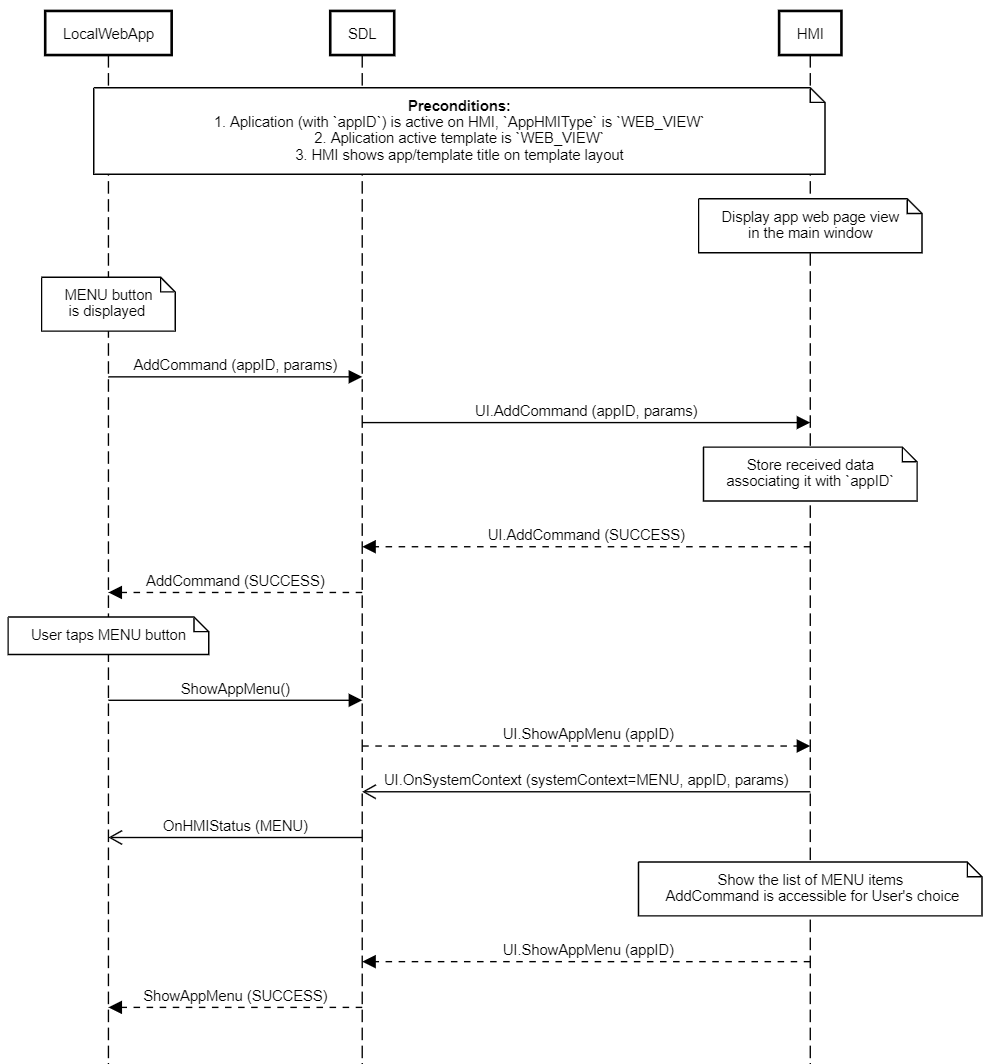 LocalWebApp
SDL
HMI
Preconditions:
1. Aplication (with `appID`) is active on HMI, `AppHMIType` is `WEB_VIEW`
2. Aplication active template is `WEB_VIEW`
3. HMI shows app/template title on template layout
Display app web page view
in the main window
MENU button
is displayed
AddCommand (appID, params)
UI.AddCommand (appID, params)
Store received data
associating it with `appID`
UI.AddCommand (SUCCESS)
AddCommand (SUCCESS)
User taps MENU button
ShowAppMenu()
UI.ShowAppMenu (appID)
UI.OnSystemContext (systemContext=MENU, appID, params)
OnHMIStatus (MENU)
Show the list of MENU items
AddCommand is accessible for User's choice
UI.ShowAppMenu (appID)
ShowAppMenu (SUCCESS)